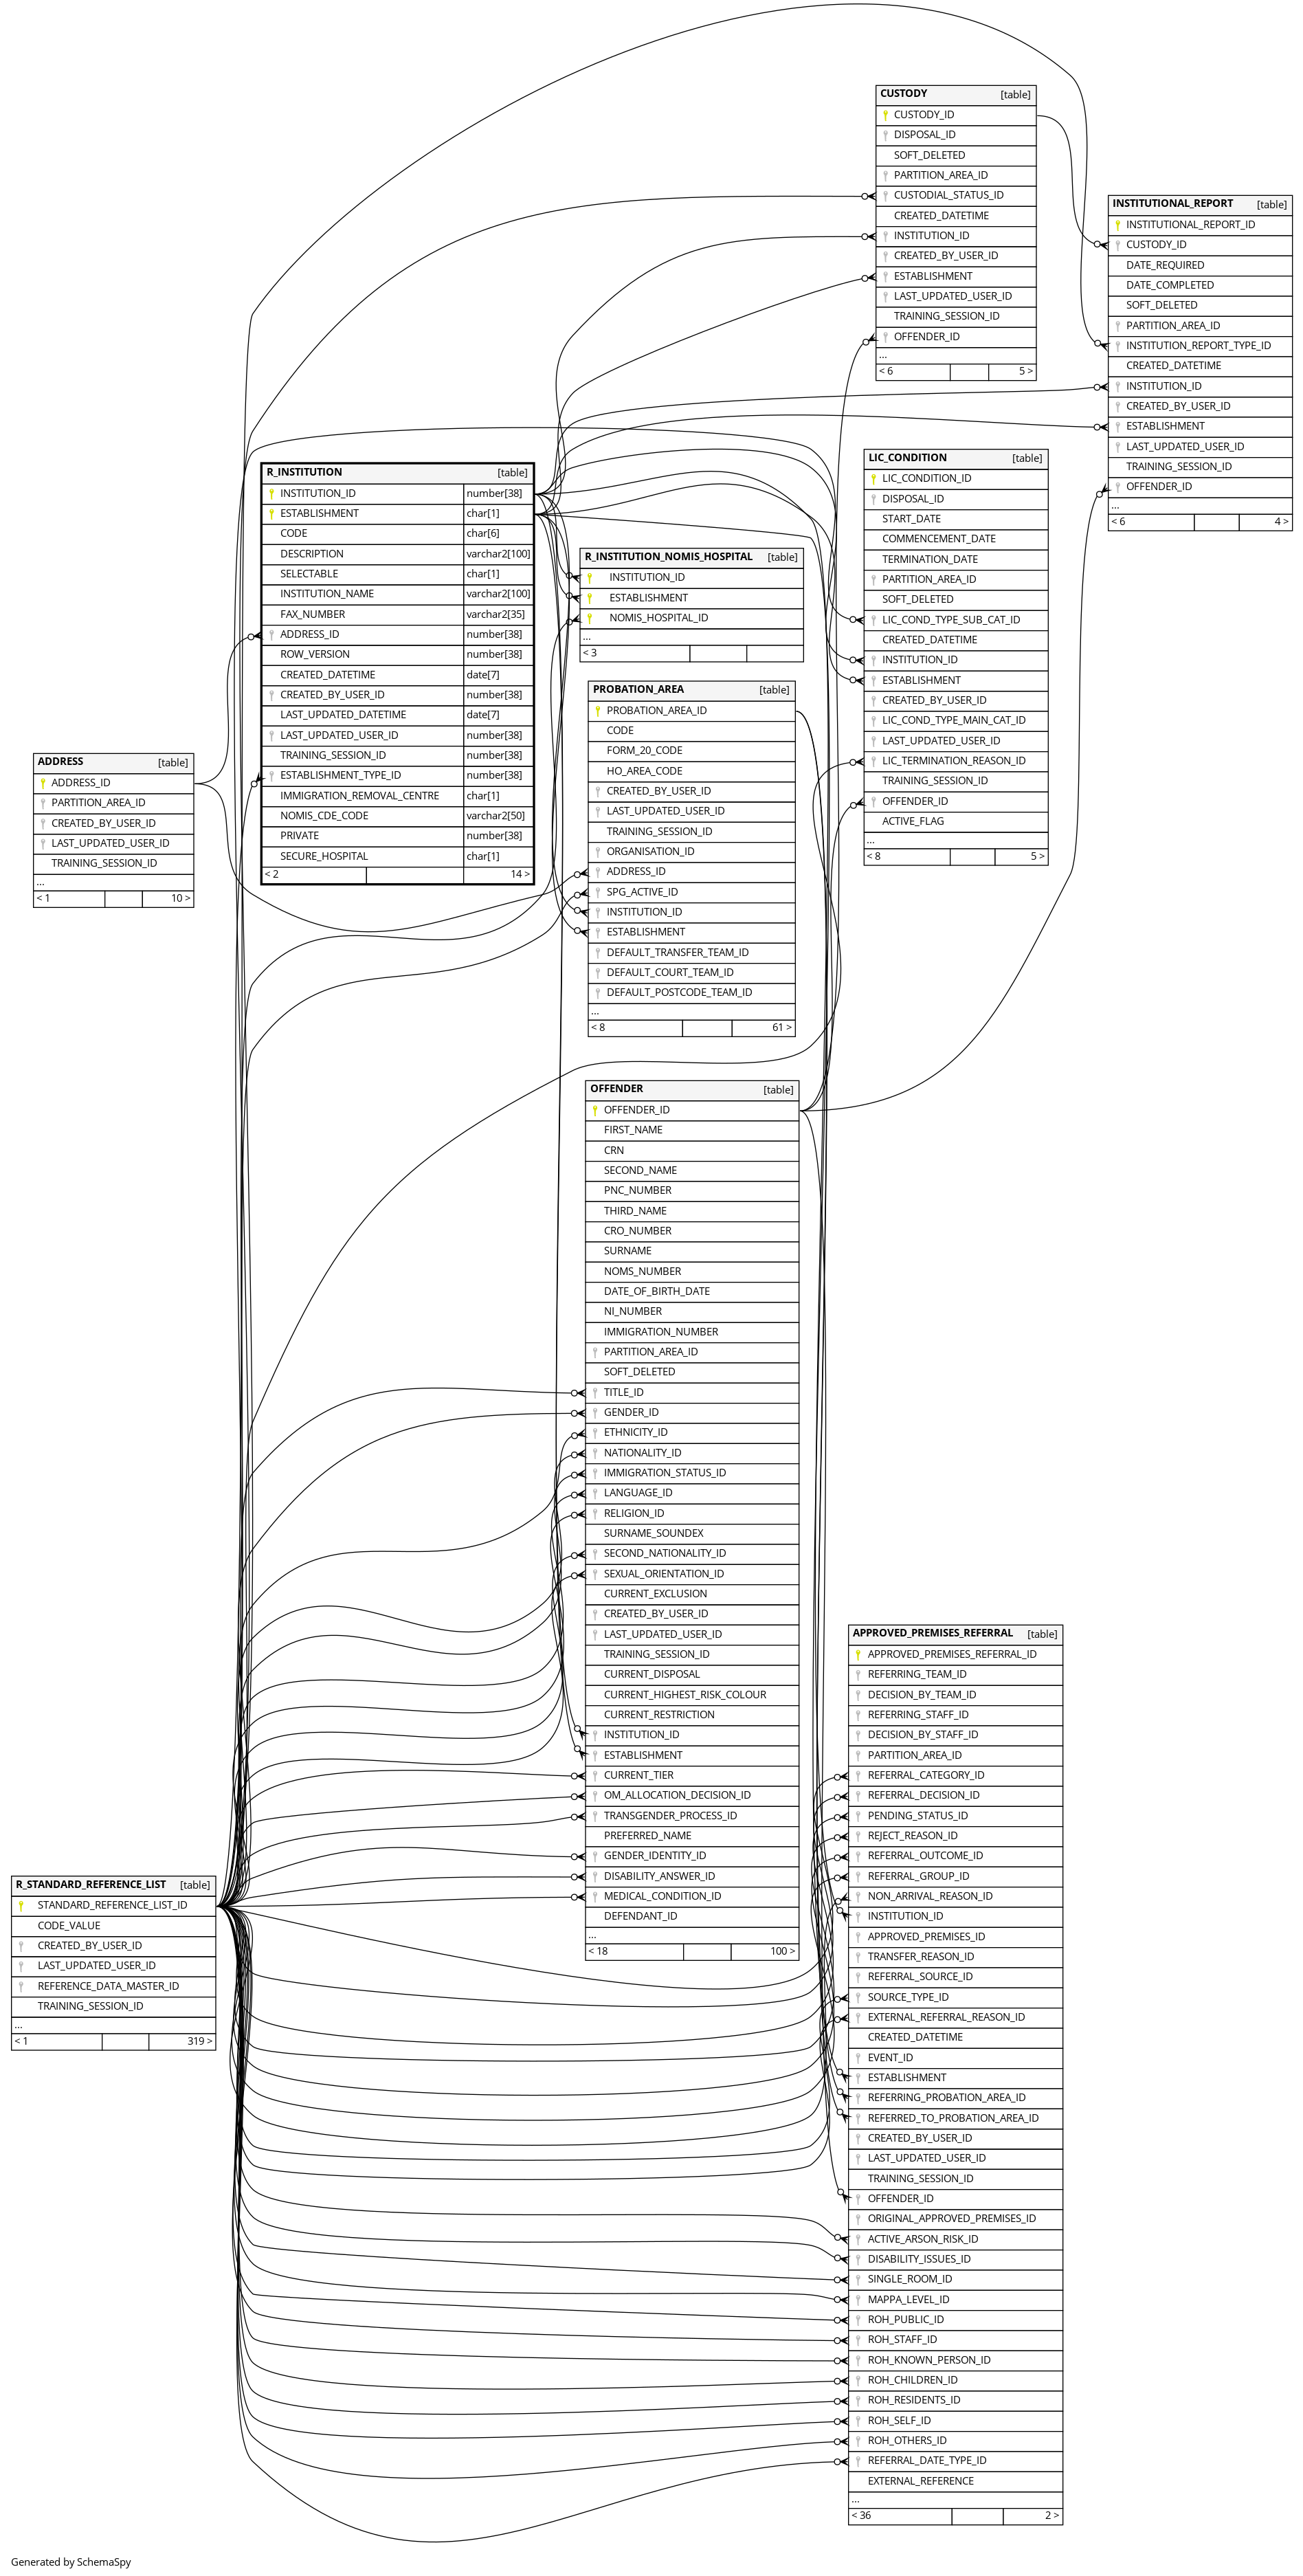 CUSTODY [table]
CUSTODY_ID
DISPOSAL_ID
SOFT_DELETED
PARTITION_AREA_ID
CUSTODIAL_STATUS_ID
CREATED_DATETIME
INSTITUTION_ID
CREATED_BY_USER_ID
ESTABLISHMENT
LAST_UPDATED_USER_ID
TRAINING_SESSION_ID
OFFENDER_ID
...
< 6 5 >
INSTITUTIONAL_REPORT [table]
INSTITUTIONAL_REPORT_ID
CUSTODY_ID
DATE_REQUIRED
DATE_COMPLETED
SOFT_DELETED
PARTITION_AREA_ID
INSTITUTION_REPORT_TYPE_ID
CREATED_DATETIME
INSTITUTION_ID
CREATED_BY_USER_ID
ESTABLISHMENT
LAST_UPDATED_USER_ID
TRAINING_SESSION_ID
OFFENDER_ID
...
< 6 4 >
LIC_CONDITION [table]
LIC_CONDITION_ID
DISPOSAL_ID
START_DATE
COMMENCEMENT_DATE
TERMINATION_DATE
PARTITION_AREA_ID
SOFT_DELETED
LIC_COND_TYPE_SUB_CAT_ID
CREATED_DATETIME
INSTITUTION_ID
ESTABLISHMENT
CREATED_BY_USER_ID
LIC_COND_TYPE_MAIN_CAT_ID
LAST_UPDATED_USER_ID
LIC_TERMINATION_REASON_ID
TRAINING_SESSION_ID
OFFENDER_ID
ACTIVE_FLAG
...
< 8 5 >
R_INSTITUTION [table]
INSTITUTION_ID number[38]
ESTABLISHMENT char[1]
CODE char[6]
DESCRIPTION varchar2[100]
SELECTABLE char[1]
INSTITUTION_NAME varchar2[100]
FAX_NUMBER varchar2[35]
ADDRESS_ID number[38]
ROW_VERSION number[38]
CREATED_DATETIME date[7]
CREATED_BY_USER_ID number[38]
LAST_UPDATED_DATETIME date[7]
LAST_UPDATED_USER_ID number[38]
TRAINING_SESSION_ID number[38]
ESTABLISHMENT_TYPE_ID number[38]
IMMIGRATION_REMOVAL_CENTRE char[1]
NOMIS_CDE_CODE varchar2[50]
PRIVATE number[38]
SECURE_HOSPITAL char[1]
< 2 14 >
R_INSTITUTION_NOMIS_HOSPITAL [table]
INSTITUTION_ID
ESTABLISHMENT
NOMIS_HOSPITAL_ID
...
< 3
PROBATION_AREA [table]
PROBATION_AREA_ID
CODE
FORM_20_CODE
HO_AREA_CODE
CREATED_BY_USER_ID
LAST_UPDATED_USER_ID
TRAINING_SESSION_ID
ORGANISATION_ID
ADDRESS_ID
SPG_ACTIVE_ID
INSTITUTION_ID
ESTABLISHMENT
DEFAULT_TRANSFER_TEAM_ID
DEFAULT_COURT_TEAM_ID
DEFAULT_POSTCODE_TEAM_ID
...
< 8 61 >
ADDRESS [table]
ADDRESS_ID
PARTITION_AREA_ID
CREATED_BY_USER_ID
LAST_UPDATED_USER_ID
TRAINING_SESSION_ID
...
< 1 10 >
OFFENDER [table]
OFFENDER_ID
FIRST_NAME
CRN
SECOND_NAME
PNC_NUMBER
THIRD_NAME
CRO_NUMBER
SURNAME
NOMS_NUMBER
DATE_OF_BIRTH_DATE
NI_NUMBER
IMMIGRATION_NUMBER
PARTITION_AREA_ID
SOFT_DELETED
TITLE_ID
GENDER_ID
ETHNICITY_ID
NATIONALITY_ID
IMMIGRATION_STATUS_ID
LANGUAGE_ID
RELIGION_ID
SURNAME_SOUNDEX
SECOND_NATIONALITY_ID
SEXUAL_ORIENTATION_ID
CURRENT_EXCLUSION
CREATED_BY_USER_ID
LAST_UPDATED_USER_ID
TRAINING_SESSION_ID
CURRENT_DISPOSAL
CURRENT_HIGHEST_RISK_COLOUR
CURRENT_RESTRICTION
INSTITUTION_ID
ESTABLISHMENT
CURRENT_TIER
OM_ALLOCATION_DECISION_ID
TRANSGENDER_PROCESS_ID
PREFERRED_NAME
GENDER_IDENTITY_ID
DISABILITY_ANSWER_ID
MEDICAL_CONDITION_ID
DEFENDANT_ID
...
< 18 100 >
APPROVED_PREMISES_REFERRAL [table]
APPROVED_PREMISES_REFERRAL_ID
REFERRING_TEAM_ID
DECISION_BY_TEAM_ID
REFERRING_STAFF_ID
DECISION_BY_STAFF_ID
PARTITION_AREA_ID
REFERRAL_CATEGORY_ID
REFERRAL_DECISION_ID
PENDING_STATUS_ID
REJECT_REASON_ID
REFERRAL_OUTCOME_ID
REFERRAL_GROUP_ID
NON_ARRIVAL_REASON_ID
INSTITUTION_ID
APPROVED_PREMISES_ID
TRANSFER_REASON_ID
REFERRAL_SOURCE_ID
SOURCE_TYPE_ID
EXTERNAL_REFERRAL_REASON_ID
CREATED_DATETIME
EVENT_ID
ESTABLISHMENT
REFERRING_PROBATION_AREA_ID
REFERRED_TO_PROBATION_AREA_ID
CREATED_BY_USER_ID
LAST_UPDATED_USER_ID
TRAINING_SESSION_ID
OFFENDER_ID
ORIGINAL_APPROVED_PREMISES_ID
ACTIVE_ARSON_RISK_ID
DISABILITY_ISSUES_ID
SINGLE_ROOM_ID
MAPPA_LEVEL_ID
ROH_PUBLIC_ID
ROH_STAFF_ID
ROH_KNOWN_PERSON_ID
ROH_CHILDREN_ID
ROH_RESIDENTS_ID
ROH_SELF_ID
ROH_OTHERS_ID
REFERRAL_DATE_TYPE_ID
EXTERNAL_REFERENCE
...
< 36 2 >
R_STANDARD_REFERENCE_LIST [table]
STANDARD_REFERENCE_LIST_ID
CODE_VALUE
CREATED_BY_USER_ID
LAST_UPDATED_USER_ID
REFERENCE_DATA_MASTER_ID
TRAINING_SESSION_ID
...
< 1 319 >
Generated by SchemaSpy